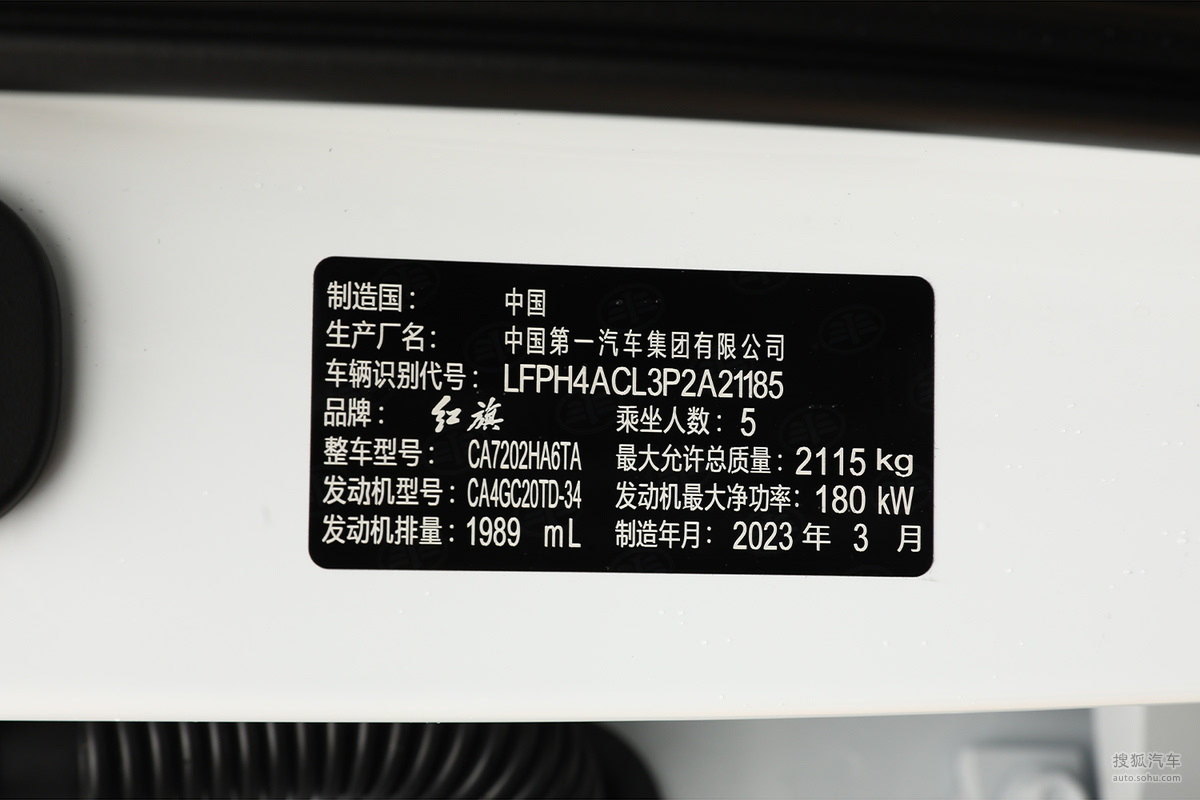 制造国： 中国
生产厂名： 中国第一汽车集团有限公司
车辆识别代号： LFPH4ACL3P2A21185
品牌： 红旗 乘坐人数： 5
整车型号： CA7202HA6TA 最大允许总质量： 2115 kg
发动机型号： CA4GC20TD-34 发动机最大净功率： 180 kW
发动机排量： 1989 mL 制造年月： 2023 年 3 月
搜狐汽车
auto.sohu.com